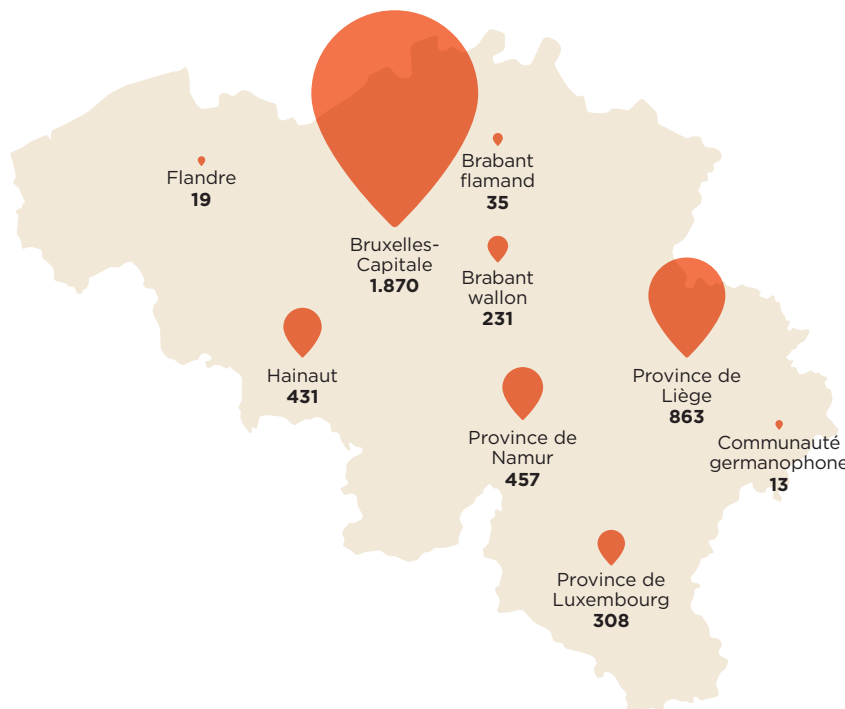 Flandre
19
Brabant
flamand
35
Bruxelles-
Capitale
1.870
Brabant
wallon
231
Hainaut
431
Province de
Liège
863
Province de
Namur
457
Communauté
germanophone
13
Province de
Luxembourg
308